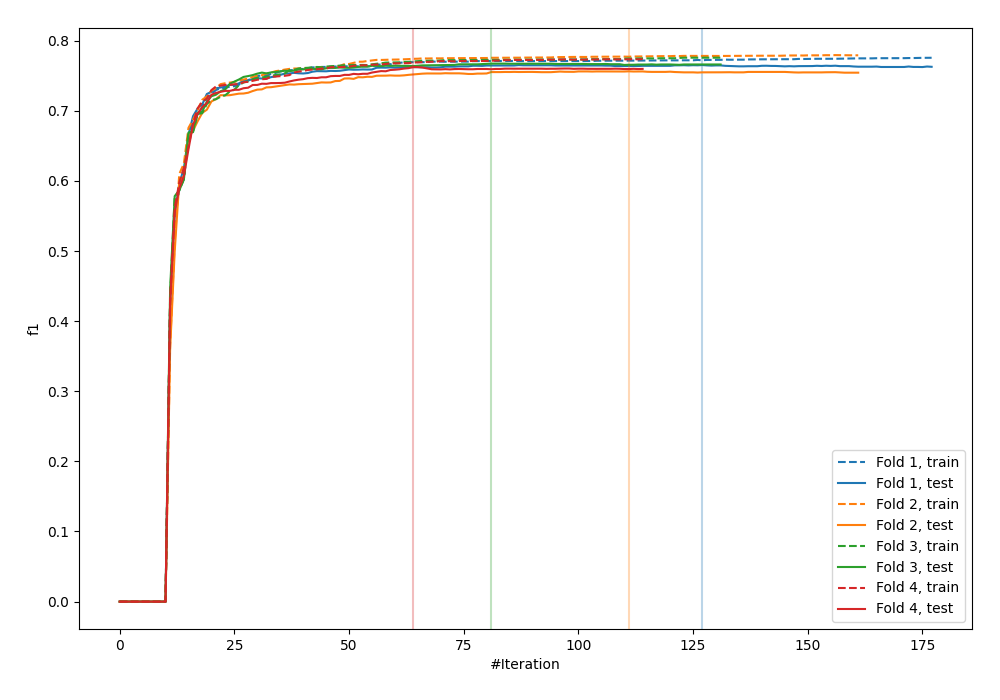 0.8
0.7
0.6
0.5
0.4
0.3
0.2
0.1
0.0
f1
0
25
50
75
100
125
150
175
#Iteration
Fold 1, train
Fold 1, test
Fold 2, train
Fold 2, test
Fold 3, train
Fold 3, test
Fold 4, train
Fold 4, test